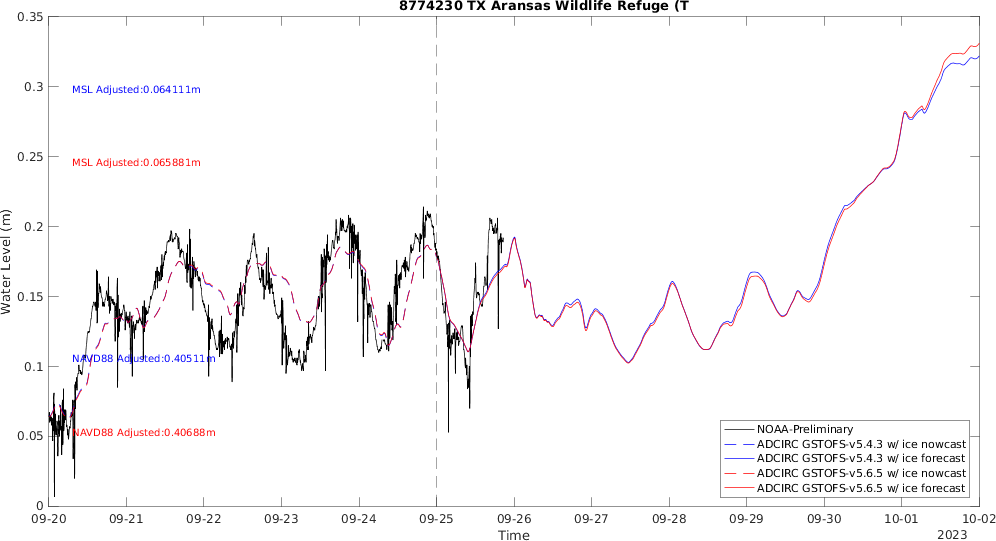 8774230 TX Aransas Wildlife Refuge (T
0.35
0.3
0.25
0.2
0.15
0.1
0.05
0
Water Level (m)
MSL Adjusted:0.064111m
MSL Adjusted:0.065881m
NAVD88 Adjusted:0.40511m
NAVD88 Adjusted:0.40688m
NOAA-Preliminary
ADCIRC GSTOFS-v5.4.3 w/ ice nowcast
ADCIRC GSTOFS-v5.4.3 w/ ice forecast
ADCIRC GSTOFS-v5.6.5 w/ ice nowcast
ADCIRC GSTOFS-v5.6.5 w/ ice forecast
09-20 09-21 09-22 09-23 09-24 09-25 09-26 09-27 09-28 09-29 09-30 10-01 10-02
Time
2023